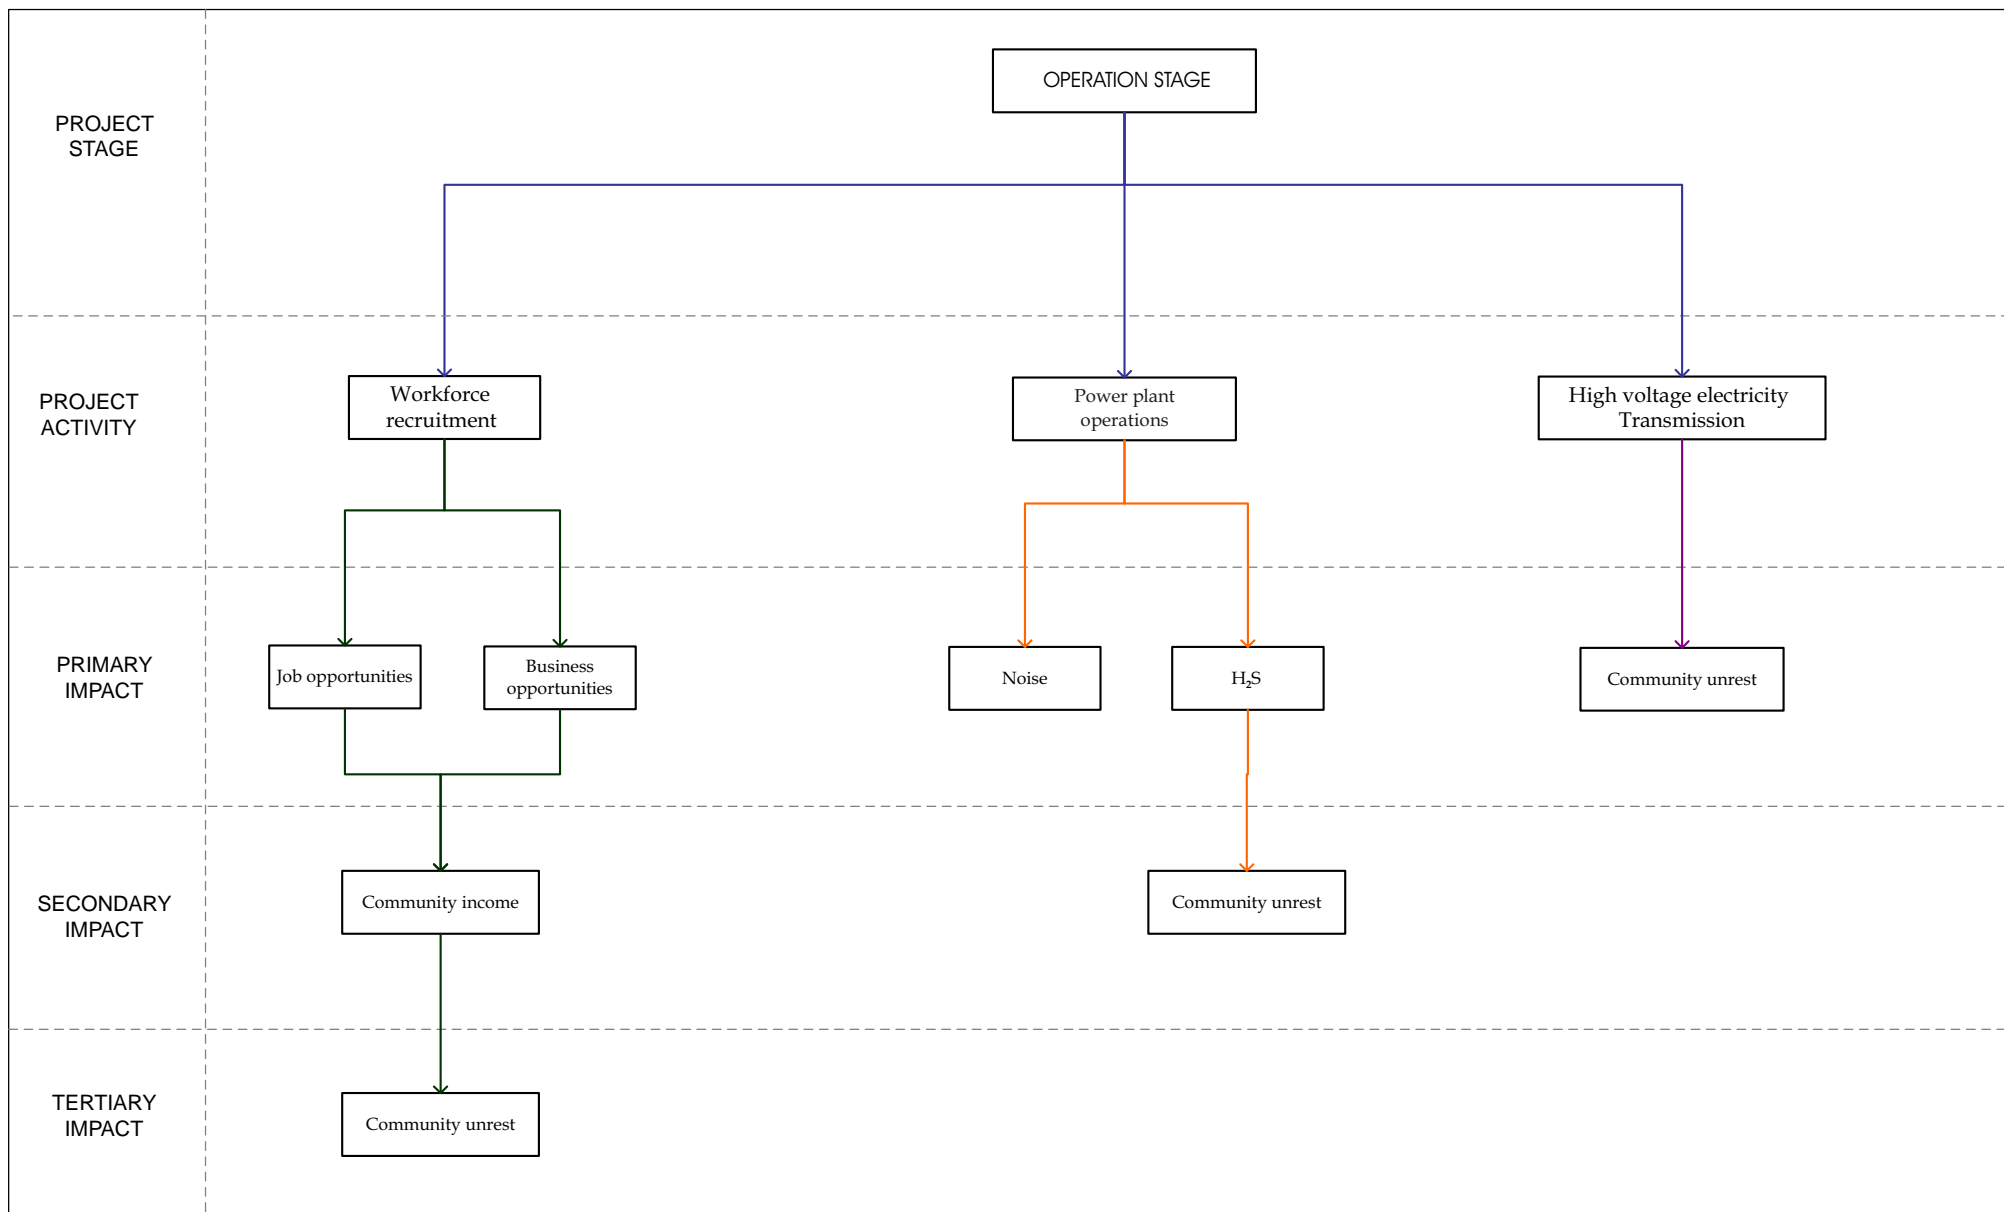 OPERATION STAGE
PROJECT
STAGE
PROJECT
ACTIVITY
Workforce
recruitment
Power plant
operations
High voltage electricity
Transmission
PRIMARY
IMPACT
Job opportunities
Business
opportunities
Noise
H₂S
Community unrest
SECONDARY
IMPACT
Community income
Community unrest
TERTIARY
IMPACT
Community unrest